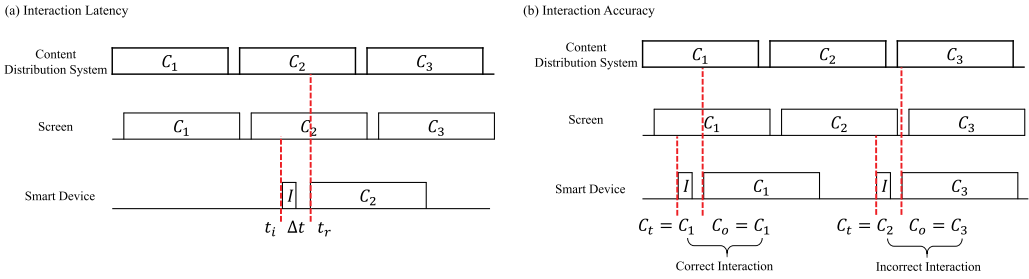 (a) Interaction Latency
Content
Distribution System
C₁ C₂ C₃
Screen
C₁ C₂ C₃
Smart Device
I C₂
tᵢ Δt tᵣ
(b) Interaction Accuracy
Content
Distribution System
C₁ C₂ C₃
Screen
C₁ C₂ C₃
Smart Device
I C₁ I C₃
Cₜ = C₁ Cₒ = C₁ Cₜ = C₂ Cₒ = C₃
Correct Interaction Incorrect Interaction